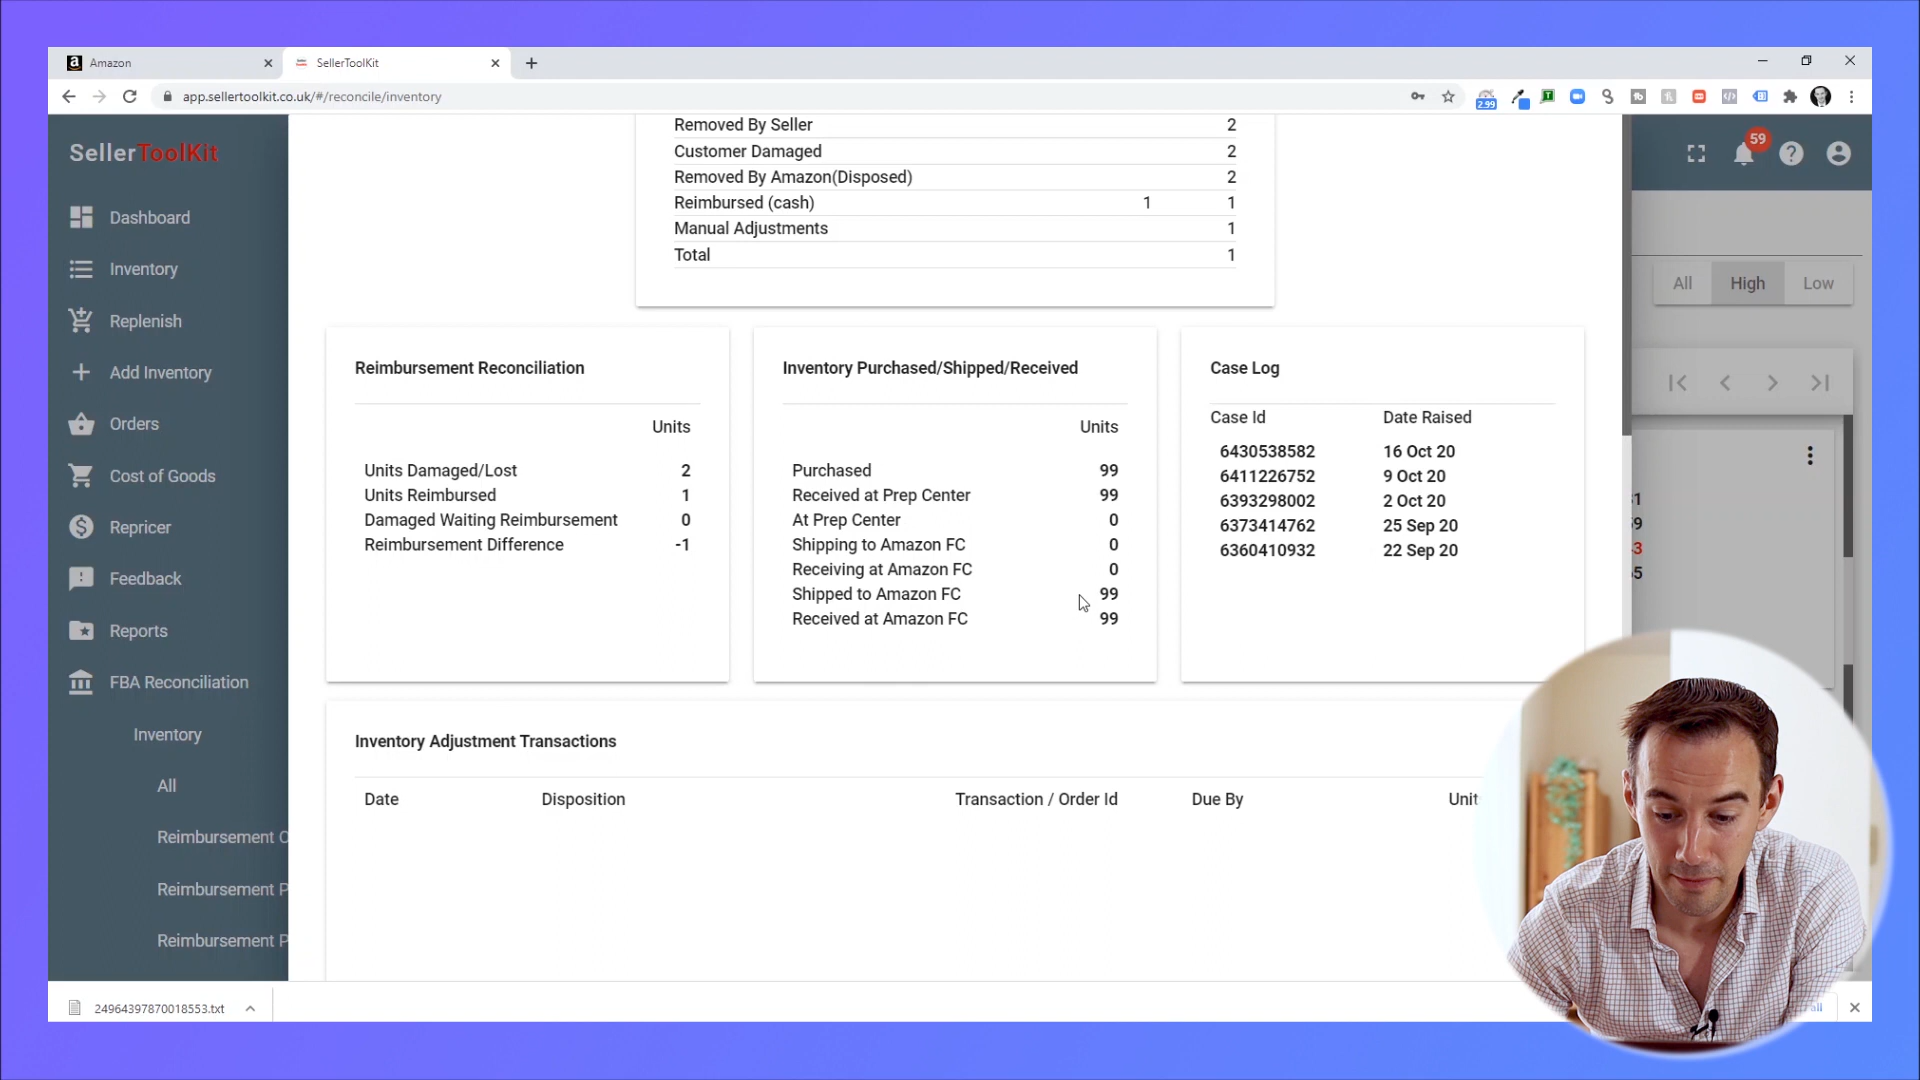 Amazon
SellerToolKit
app.sellertoolkit.co.uk/#/reconcile/inventory
2.99
SellerToolKit
59
Dashboard
Inventory
Replenish
Add Inventory
Orders
Cost of Goods
Repricer
Feedback
Reports
FBA Reconciliation
Inventory
All
Reimbursement O
Reimbursement P
Reimbursement P
Removed By Seller 2
Customer Damaged 2
Removed By Amazon(Disposed) 2
Reimbursed (cash) 1 1
Manual Adjustments 1
Total 1
All High Low
Reimbursement Reconciliation
Units
Units Damaged/Lost 2
Units Reimbursed 1
Damaged Waiting Reimbursement 0
Reimbursement Difference -1
Inventory Purchased/Shipped/Received
Units
Purchased 99
Received at Prep Center 99
At Prep Center 0
Shipping to Amazon FC 0
Receiving at Amazon FC 0
Shipped to Amazon FC 99
Received at Amazon FC 99
Case Log
Case Id Date Raised
6430538582 16 Oct 20
6411226752 9 Oct 20
6393298002 2 Oct 20
6373414762 25 Sep 20
6360410932 22 Sep 20
Inventory Adjustment Transactions
Date Disposition Transaction / Order Id Due By Unit
24964397870018553.txt